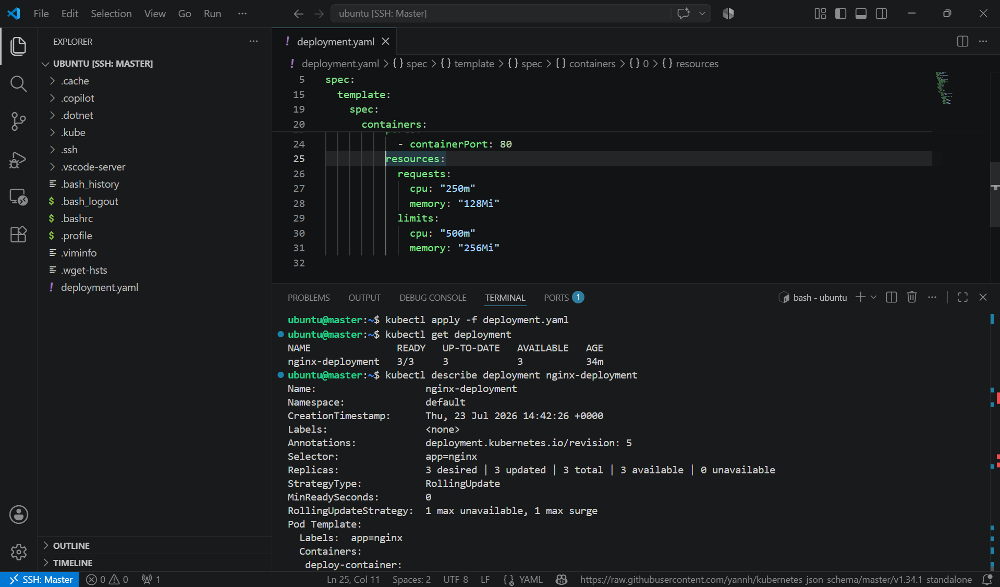 File Edit Selection View Go Run ···
ubuntu [SSH: Master]
EXPLORER
UBUNTU [SSH: MASTER]
.cache
.copilot
.dotnet
.kube
.ssh
.vscode-server
.bash_history
$ .bash_logout
$ .bashrc
$ .profile
.viminfo
.wget-hsts
! deployment.yaml
OUTLINE
TIMELINE
! deployment.yaml
! deployment.yaml > {} spec > {} template > {} spec > [] containers > {} 0 > {} resources
5 spec:
15 template:
19 spec:
20 containers:
24 - containerPort: 80
25 resources:
26 requests:
27 cpu: "250m"
28 memory: "128Mi"
29 limits:
30 cpu: "500m"
31 memory: "256Mi"
32
PROBLEMS OUTPUT DEBUG CONSOLE TERMINAL PORTS 1
bash - ubuntu
ubuntu@master:~$ kubectl apply -f deployment.yaml
ubuntu@master:~$ kubectl get deployment
NAME READY UP-TO-DATE AVAILABLE AGE
nginx-deployment 3/3 3 3 34m
ubuntu@master:~$ kubectl describe deployment nginx-deployment
Name: nginx-deployment
Namespace: default
CreationTimestamp: Thu, 23 Jul 2026 14:42:26 +0000
Labels: <none>
Annotations: deployment.kubernetes.io/revision: 5
Selector: app=nginx
Replicas: 3 desired | 3 updated | 3 total | 3 available | 0 unavailable
StrategyType: RollingUpdate
MinReadySeconds: 0
RollingUpdateStrategy: 1 max unavailable, 1 max surge
Pod Template:
Labels: app=nginx
Containers:
deploy-container:
SSH: Master 0 0 1
Ln 25, Col 11 Spaces: 2 UTF-8 LF {} YAML https://raw.githubusercontent.com/yannh/kubernetes-json-schema/master/v1.34.1-standalone